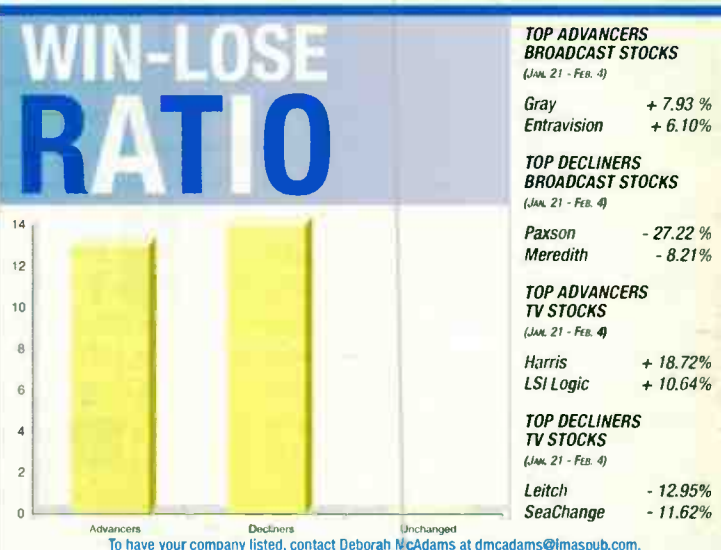 WIN-LOSE
RATIO
14
12
10
8
6
4
2
0
Advancers
Decliners
Unchanged
TOP ADVANCERS
BROADCAST STOCKS
(JAN. 21 - FEB. 4)
Gray + 7.93 %
Entravision + 6.10%
TOP DECLINERS
BROADCAST STOCKS
(JAN. 21 - FEB. 4)
Paxson - 27.22 %
Meredith - 8.21%
TOP ADVANCERS
TV STOCKS
(JAN. 21 - FEB. 4)
Harris + 18.72%
LSI Logic + 10.64%
TOP DECLINERS
TV STOCKS
(JAN. 21 - FEB. 4)
Leitch - 12.95%
SeaChange - 11.62%
To have your company listed, contact Deborah McAdams at dmcadams@imaspub.com.